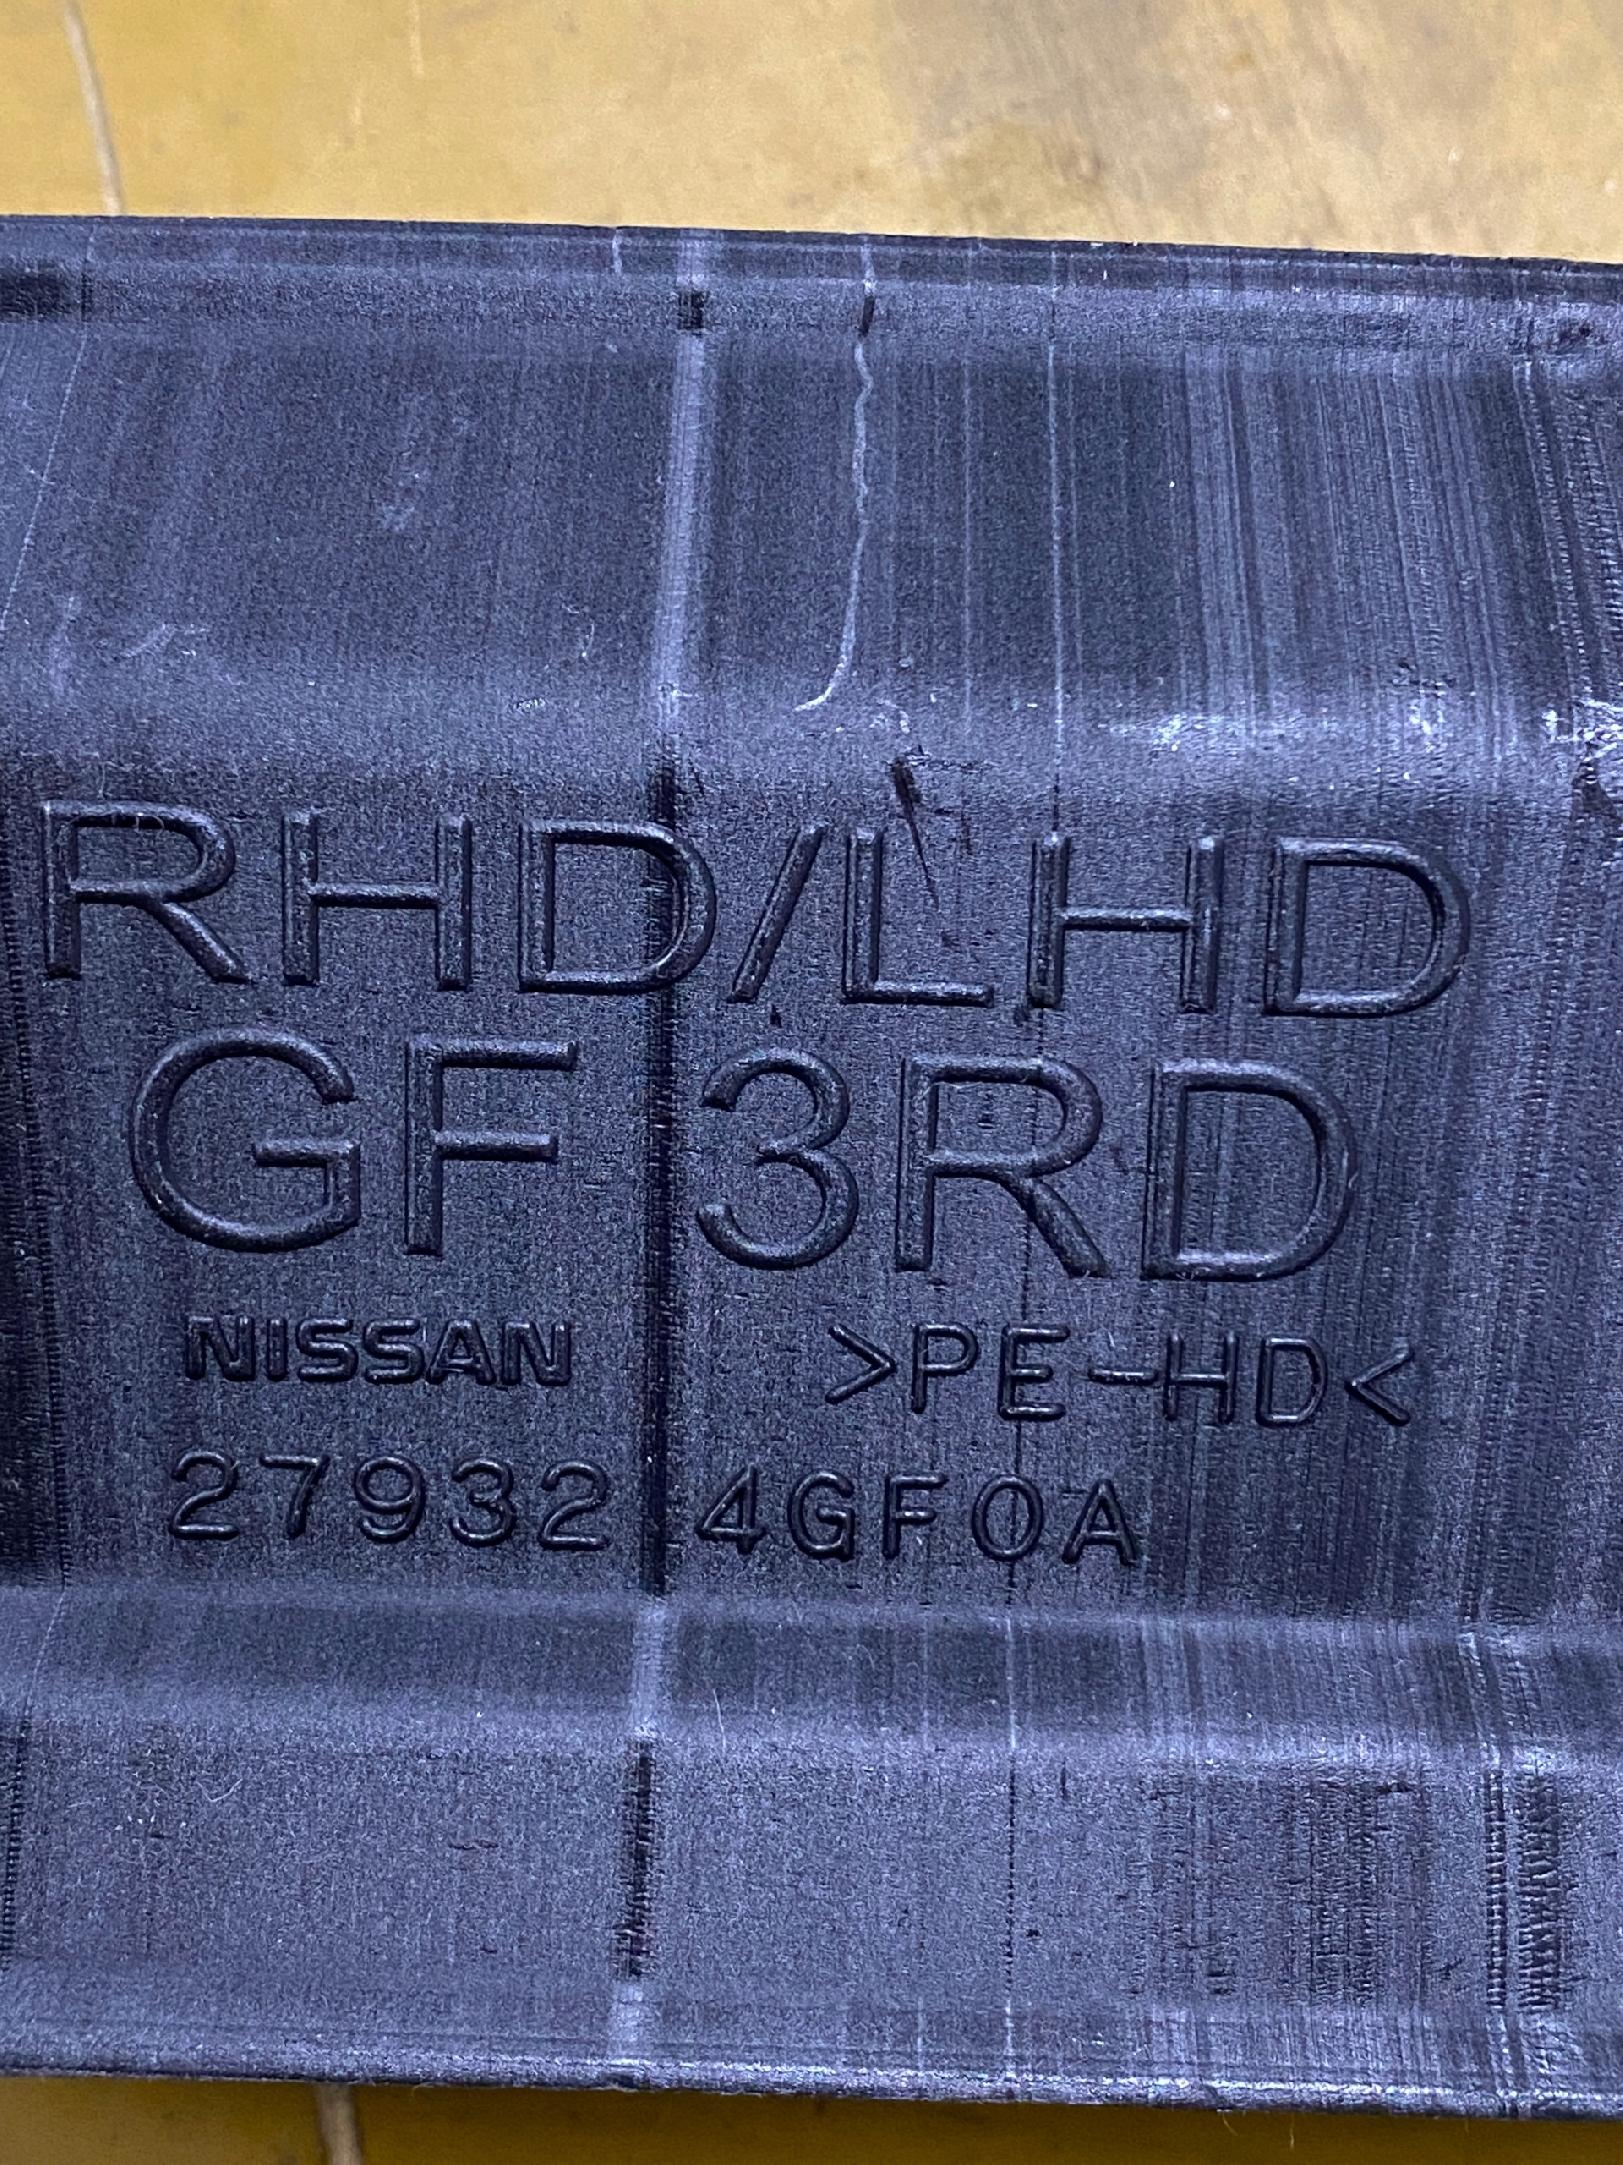 RHD/LHD
GF 3RD
NISSAN >PE-HD<
27932 4GF0A